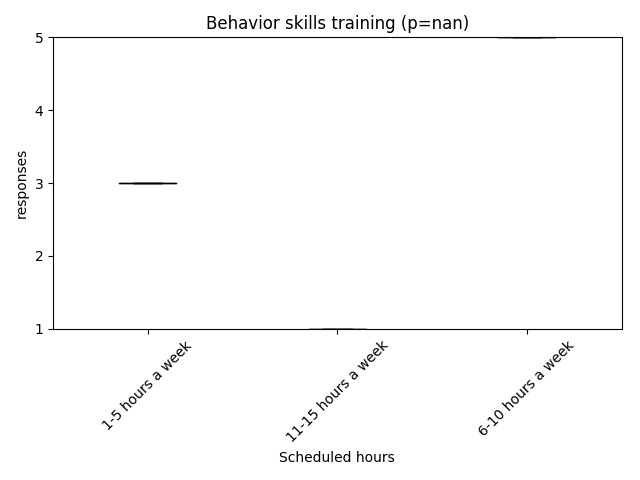 Behavior skills training (p=nan)
5
4
3
2
1
responses
1-5 hours a week
11-15 hours a week
6-10 hours a week
Scheduled hours